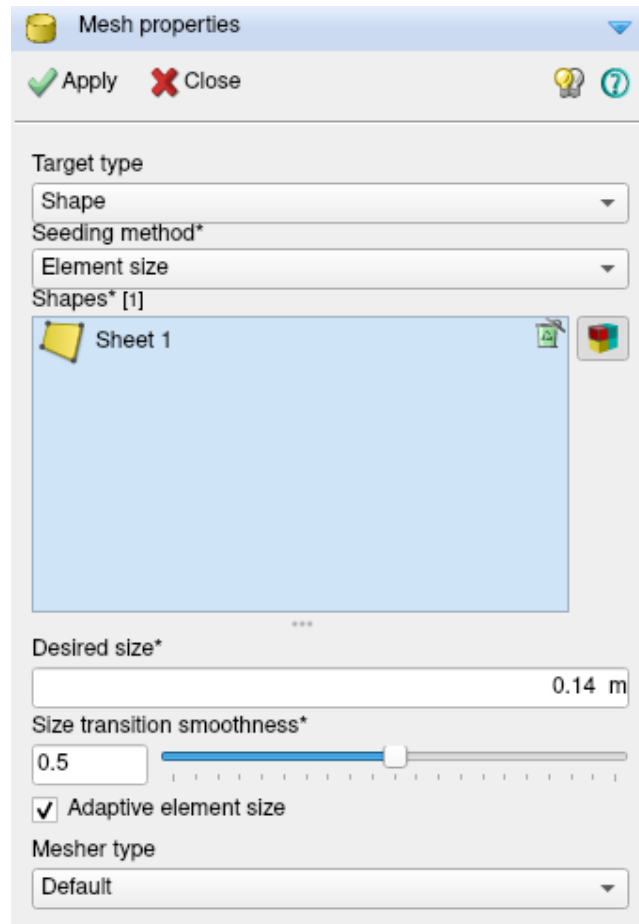 Mesh properties
Apply Close
Target type
Shape
Seeding method*
Element size
Shapes* [1]
Sheet 1
Desired size*
0.14 m
Size transition smoothness*
0.5
Adaptive element size
Mesher type
Default